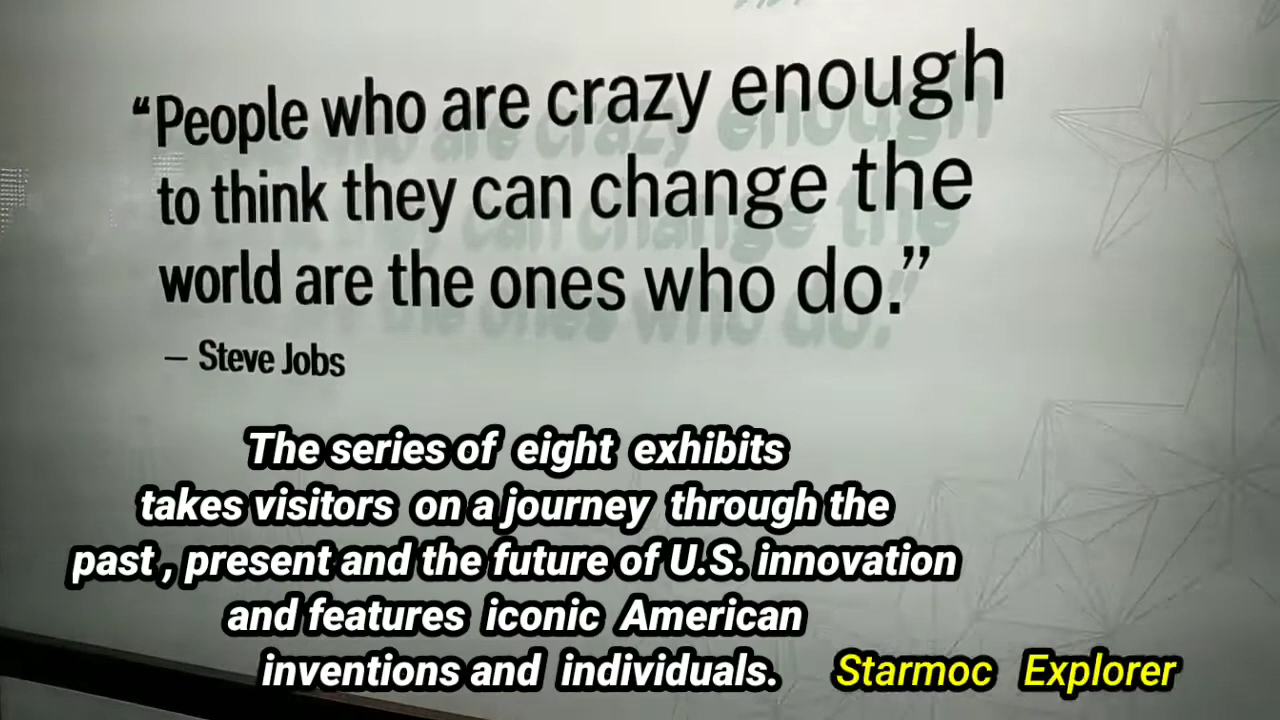 “People who are crazy enough
to think they can change the
world are the ones who do.”
– Steve Jobs
The series of eight exhibits
takes visitors on a journey through the
past , present and the future of U.S. innovation
and features iconic American
inventions and individuals.
Starmoc Explorer